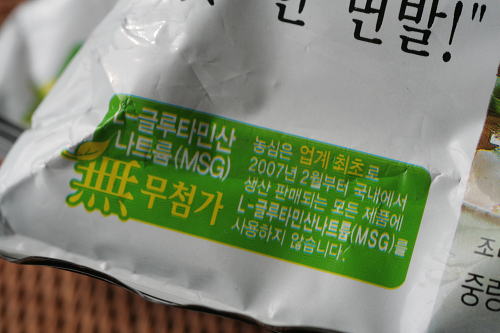 면발!"
L-글루타민산
나트륨(MSG)
無무첨가
농심은 업계 최초로
2007년 2월부터 국내에서
생산 판매되는 모든 제품에
L-글루타민산나트륨(MSG)를
사용하지 않습니다.
조
중량